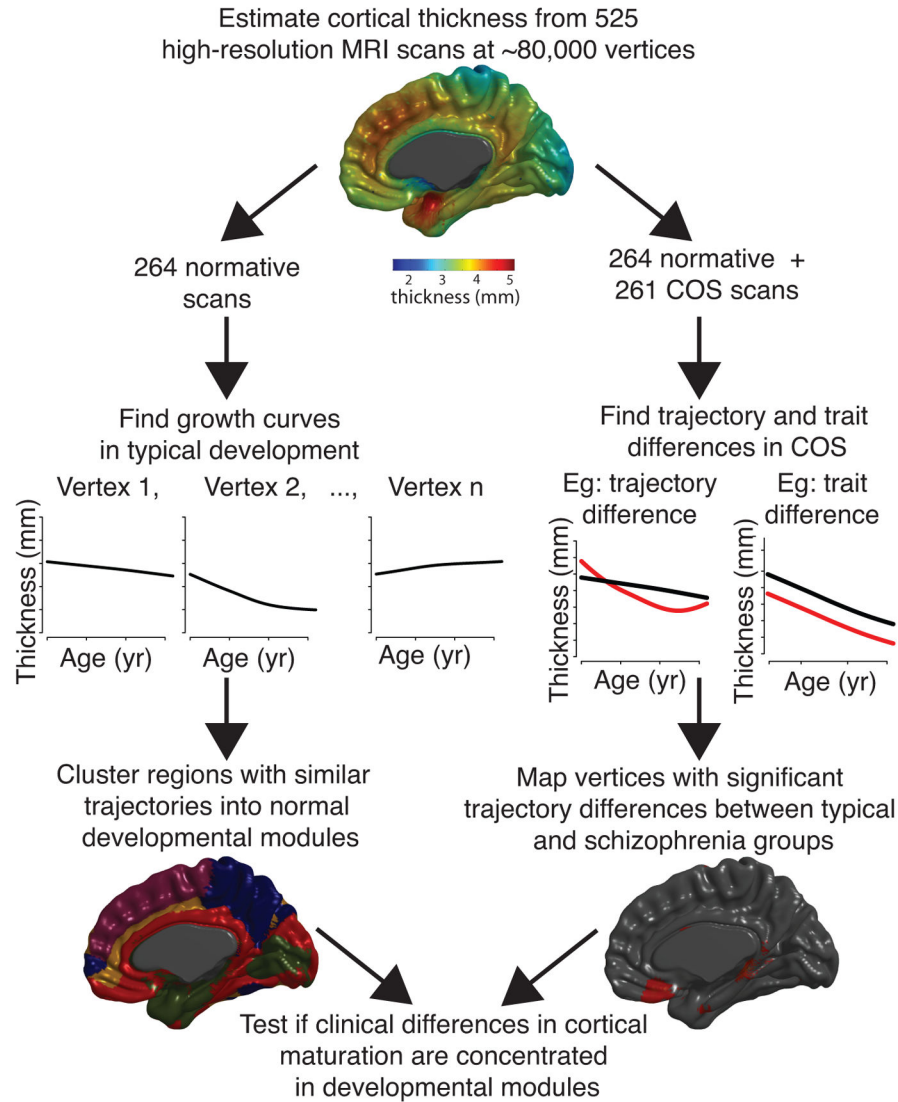 Estimate cortical thickness from 525
high-resolution MRI scans at ~80,000 vertices
2 3 4 5
thickness (mm)
264 normative
scans
264 normative +
261 COS scans
Find growth curves
in typical development
Vertex 1, Vertex 2, ..., Vertex n
Thickness (mm)
Age (yr)
Age (yr)
Age (yr)
Find trajectory and trait
differences in COS
Eg: trajectory
difference
Eg: trait
difference
Thickness (mm)
Age (yr)
Thickness (mm)
Age (yr)
Cluster regions with similar
trajectories into normal
developmental modules
Map vertices with significant
trajectory differences between typical
and schizophrenia groups
Test if clinical differences in cortical
maturation are concentrated
in developmental modules